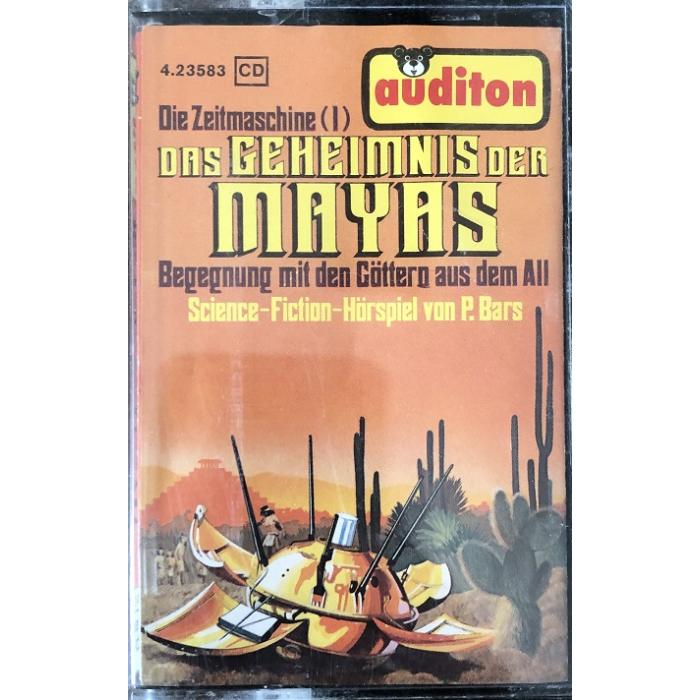 4.23583 CD
auditon
Die Zeitmaschine (1)
DAS GEHEIMNIS DER
MAYAS
Begegnung mit den Göttern aus dem All
Science-Fiction-Hörspiel von P. Bars